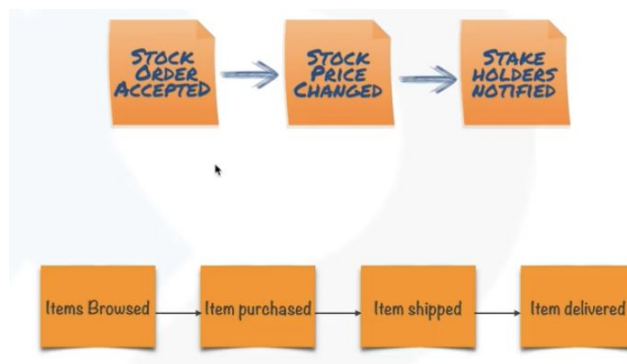 STOCK
ORDER
ACCEPTED
STOCK
PRICE
CHANGED
STAKE
HOLDERS
NOTIFIED
Items Browsed
Item purchased
Item shipped
Item delivered